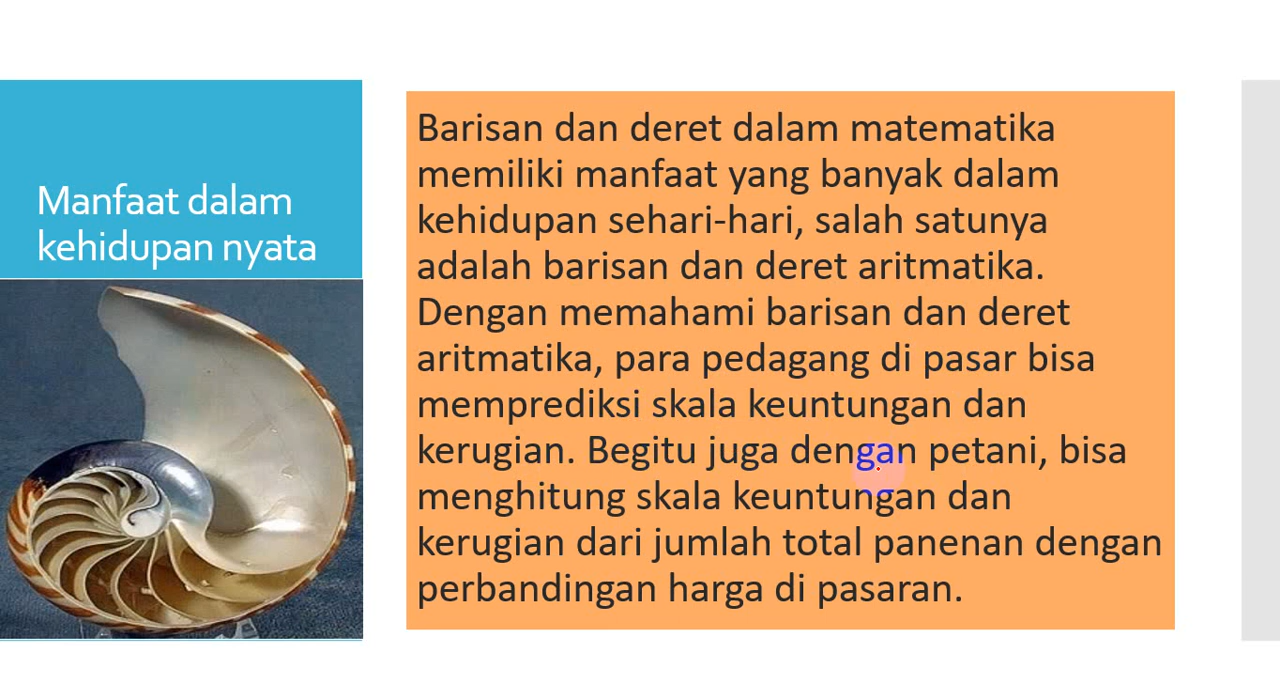 Manfaat dalam
kehidupan nyata
Barisan dan deret dalam matematika
memiliki manfaat yang banyak dalam
kehidupan sehari-hari, salah satunya
adalah barisan dan deret aritmatika.
Dengan memahami barisan dan deret
aritmatika, para pedagang di pasar bisa
memprediksi skala keuntungan dan
kerugian. Begitu juga dengan petani, bisa
menghitung skala keuntungan dan
kerugian dari jumlah total panenan dengan
perbandingan harga di pasaran.